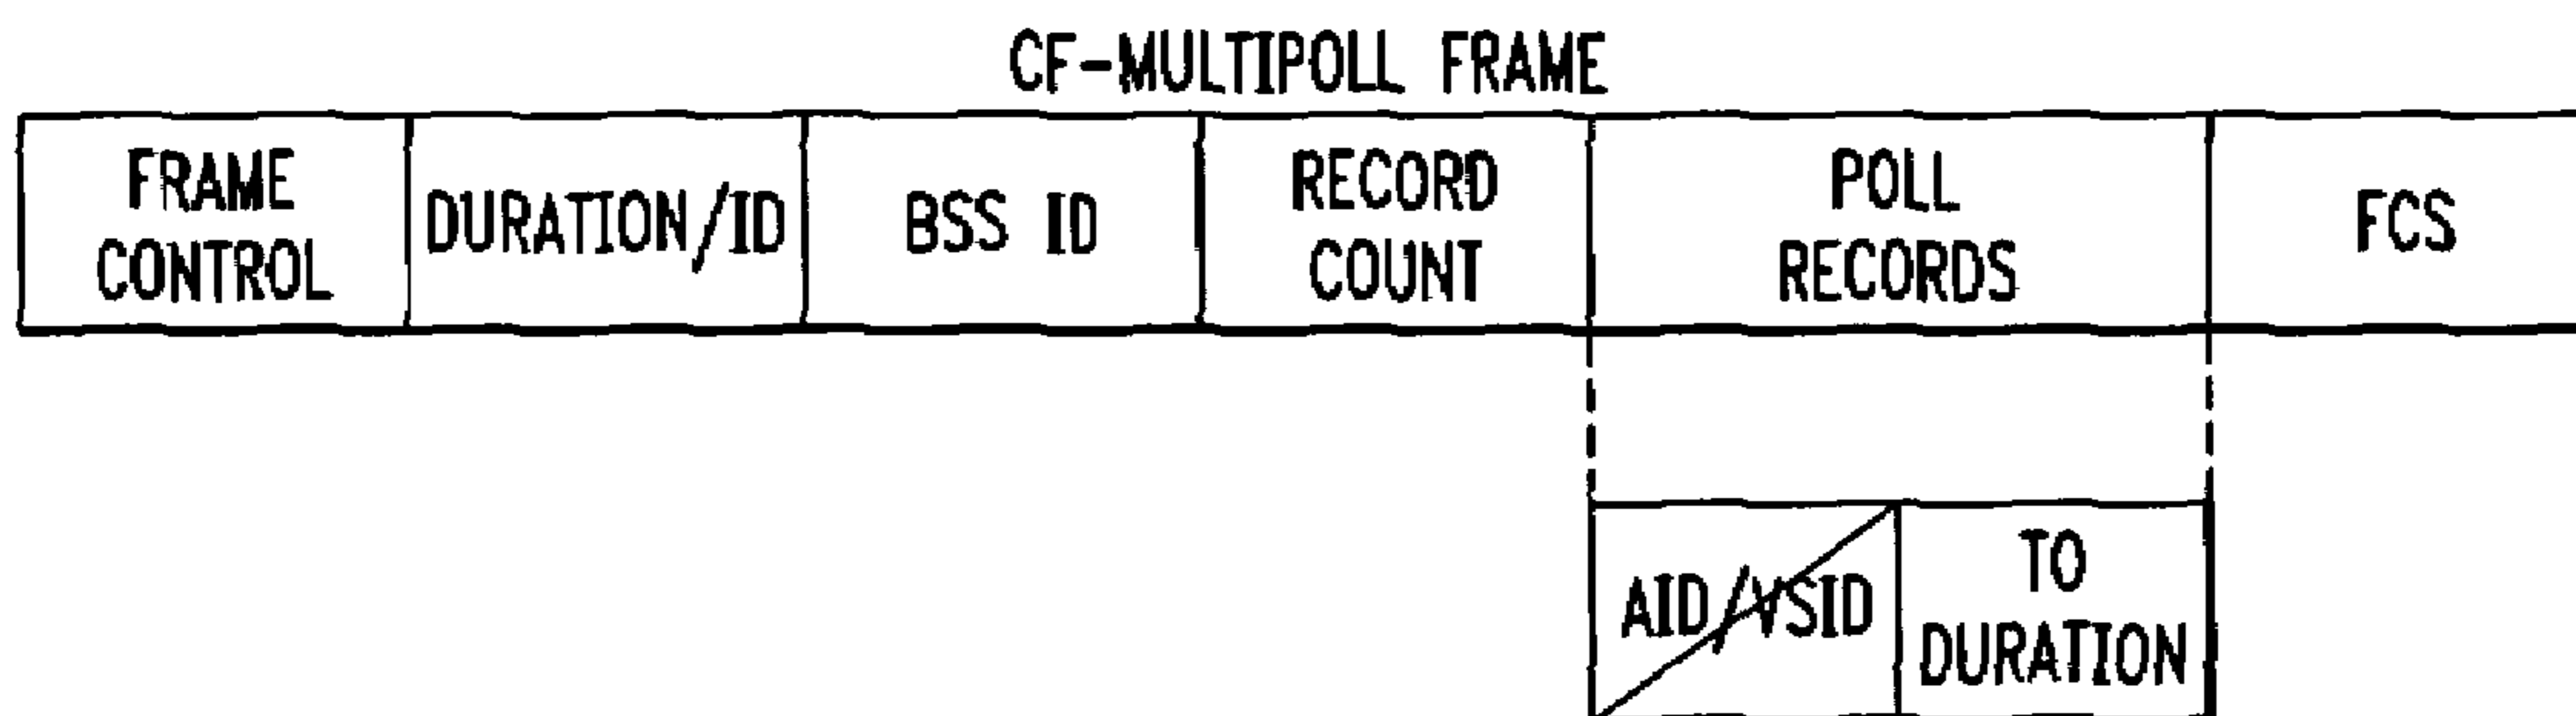 CF-MULTIPOLL FRAME
FRAME
CONTROL
DURATION/ID
BSS ID
RECORD
COUNT
POLL
RECORDS
FCS
AID/VSID
TO
DURATION